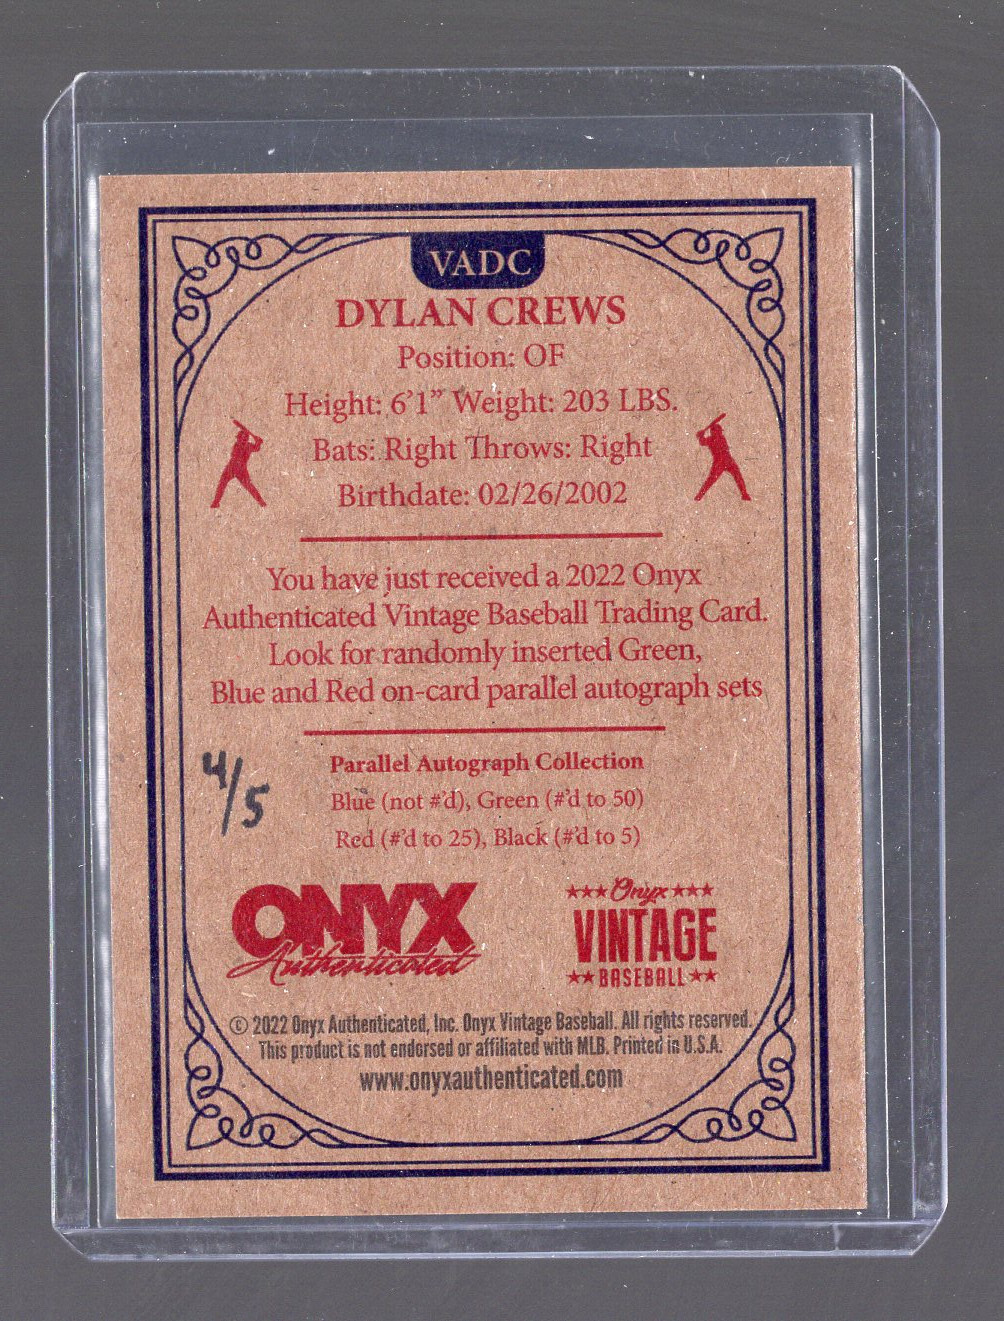 VADC
DYLAN CREWS
Position: OF
Height: 6'1” Weight: 203 LBS.
Bats: Right Throws: Right
Birthdate: 02/26/2002
You have just received a 2022 Onyx
Authenticated Vintage Baseball Trading Card.
Look for randomly inserted Green,
Blue and Red on-card parallel autograph sets
Parallel Autograph Collection
Blue (not #'d), Green (#'d to 50)
Red (#'d to 25), Black (#'d to 5)
4/5
ONYX
Authenticated
Onyx
VINTAGE
BASEBALL
© 2022 Onyx Authenticated, Inc. Onyx Vintage Baseball. All rights reserved.
This product is not endorsed or affiliated with MLB. Printed in U.S.A.
www.onyxauthenticated.com